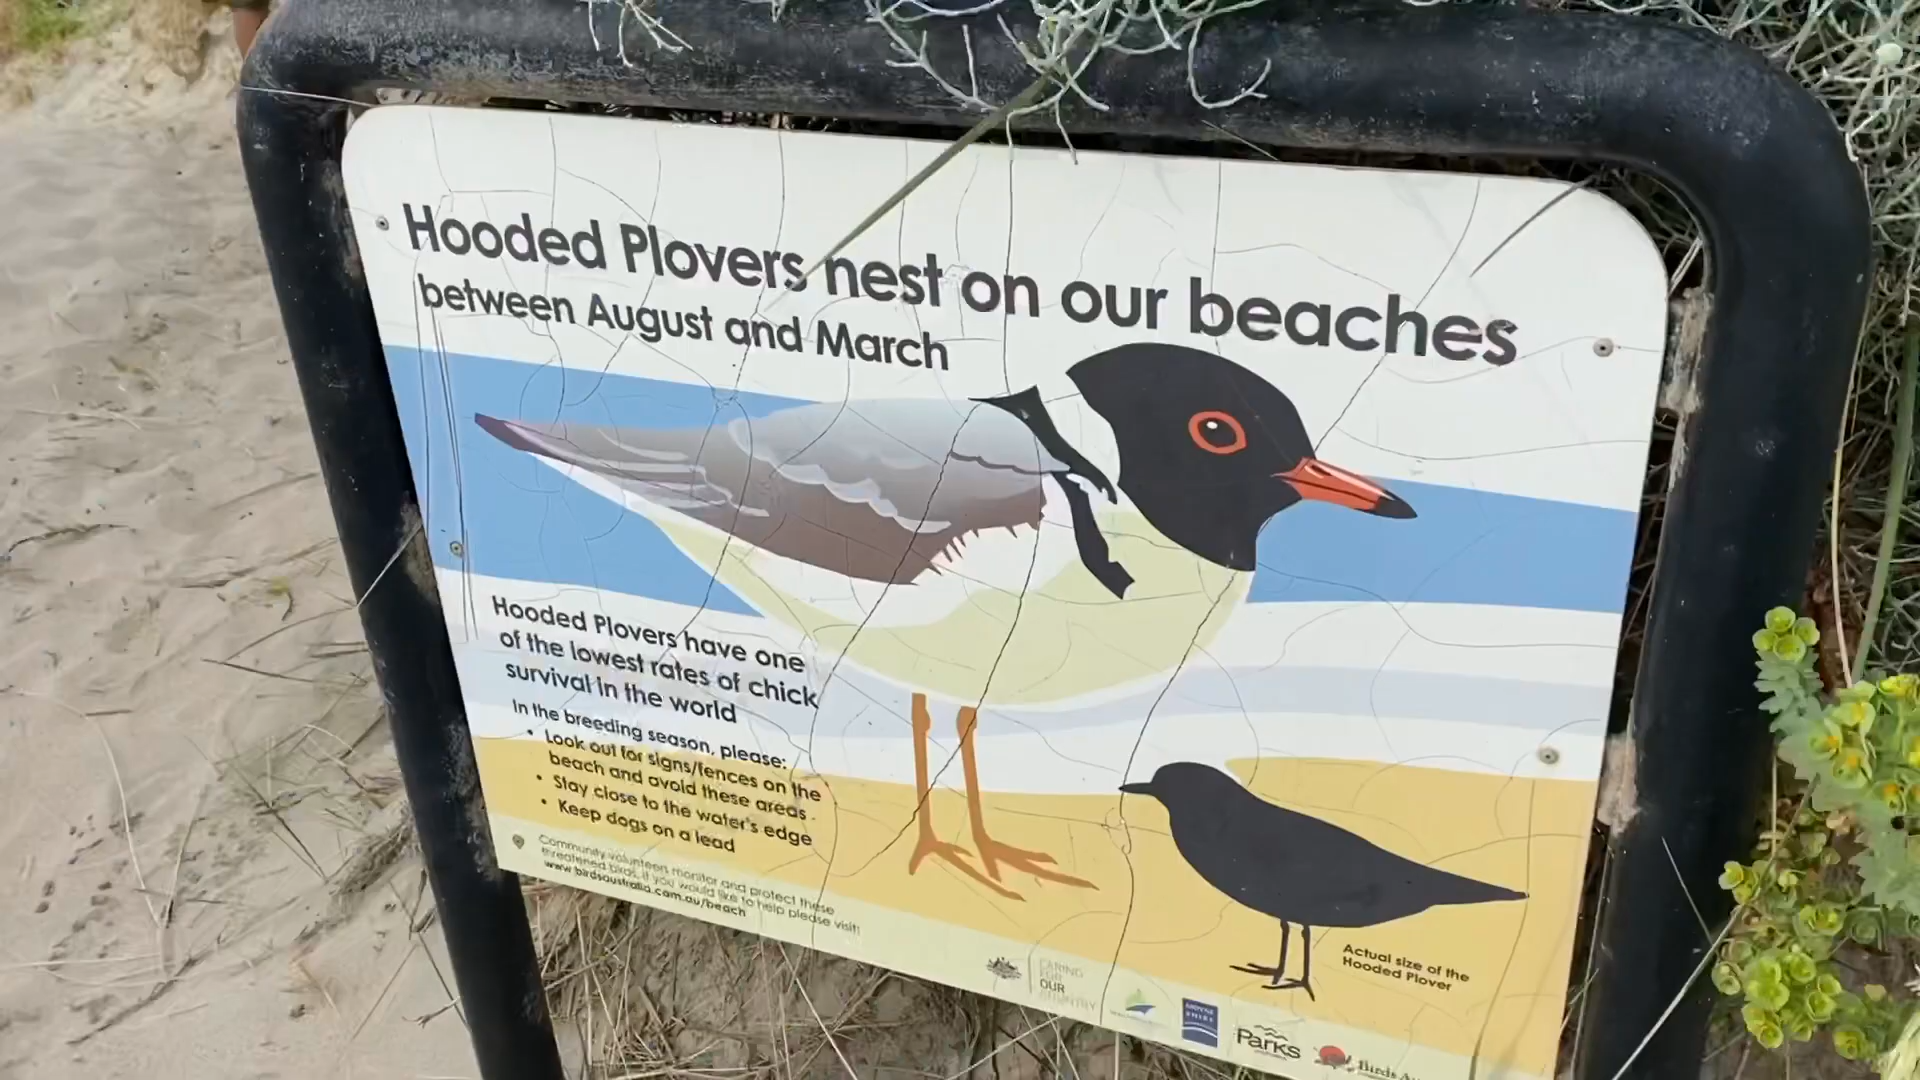 Hooded Plovers nest on our beaches
between August and March
Hooded Plovers have one
of the lowest rates of chick
survival in the world
In the breeding season, please:
• Look out for signs/fences on the
beach and avoid these areas
• Stay close to the water's edge
• Keep dogs on a lead
Community volunteers monitor and protect these
threatened birds. If you would like to help please visit:
www.birdsaustralia.com.au/beach
Actual size of the
Hooded Plover
CARING
FOR
OUR
COUNTRY
MOYNE
SHIRE
Parks
Birds